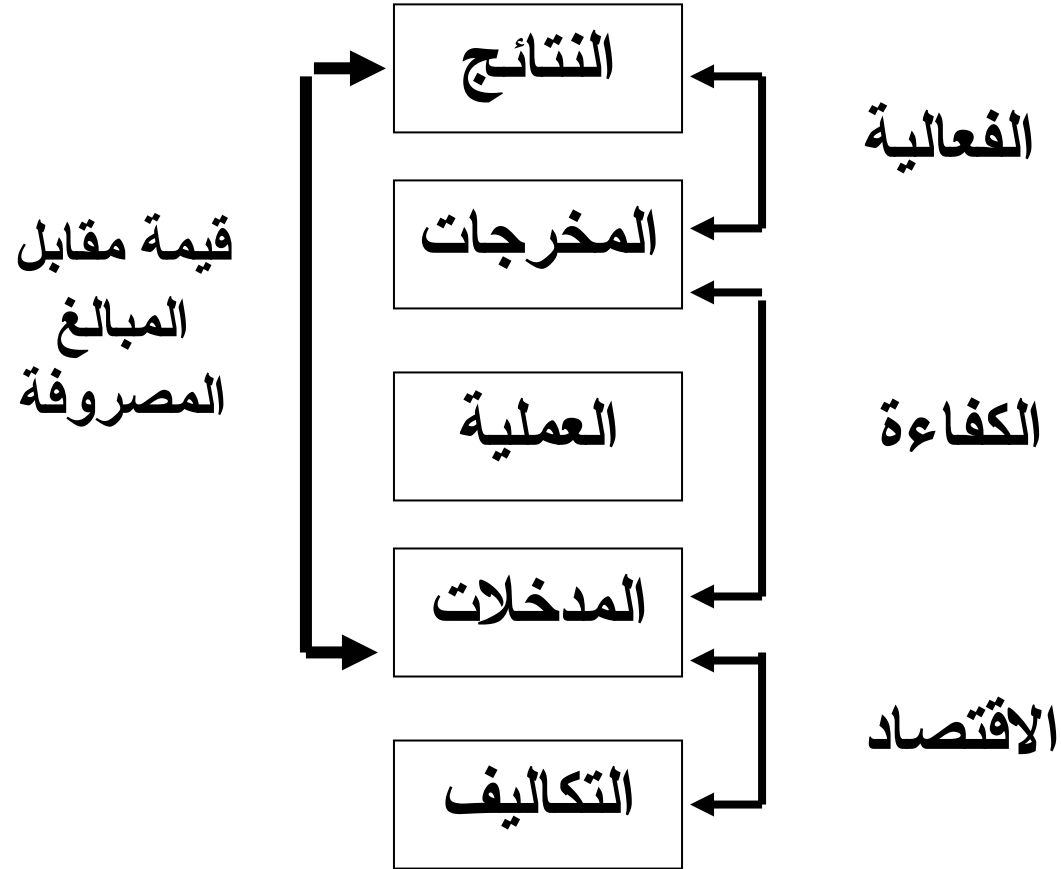 النتائج
الفعالية
المخرجات
قيمة مقابل
المبالغ
المصروفة
العملية
الكفاءة
المدخلات
الاقتصاد
التكاليف